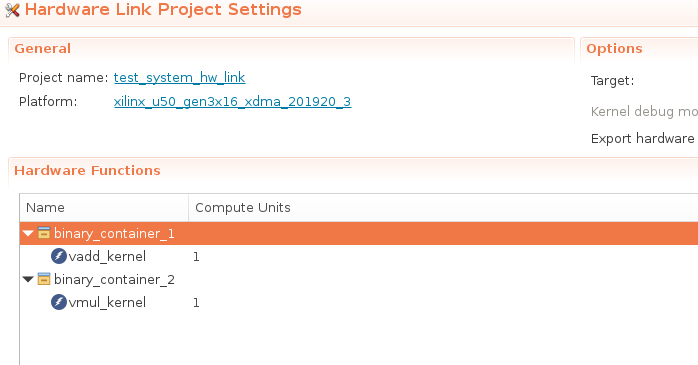 Hardware Link Project Settings
General
Project name: test_system_hw_link
Platform: xilinx_u50_gen3x16_xdma_201920_3
Options
Target:
Kernel debug mo
Export hardware
Hardware Functions
Name Compute Units
binary_container_1
vadd_kernel 1
binary_container_2
vmul_kernel 1